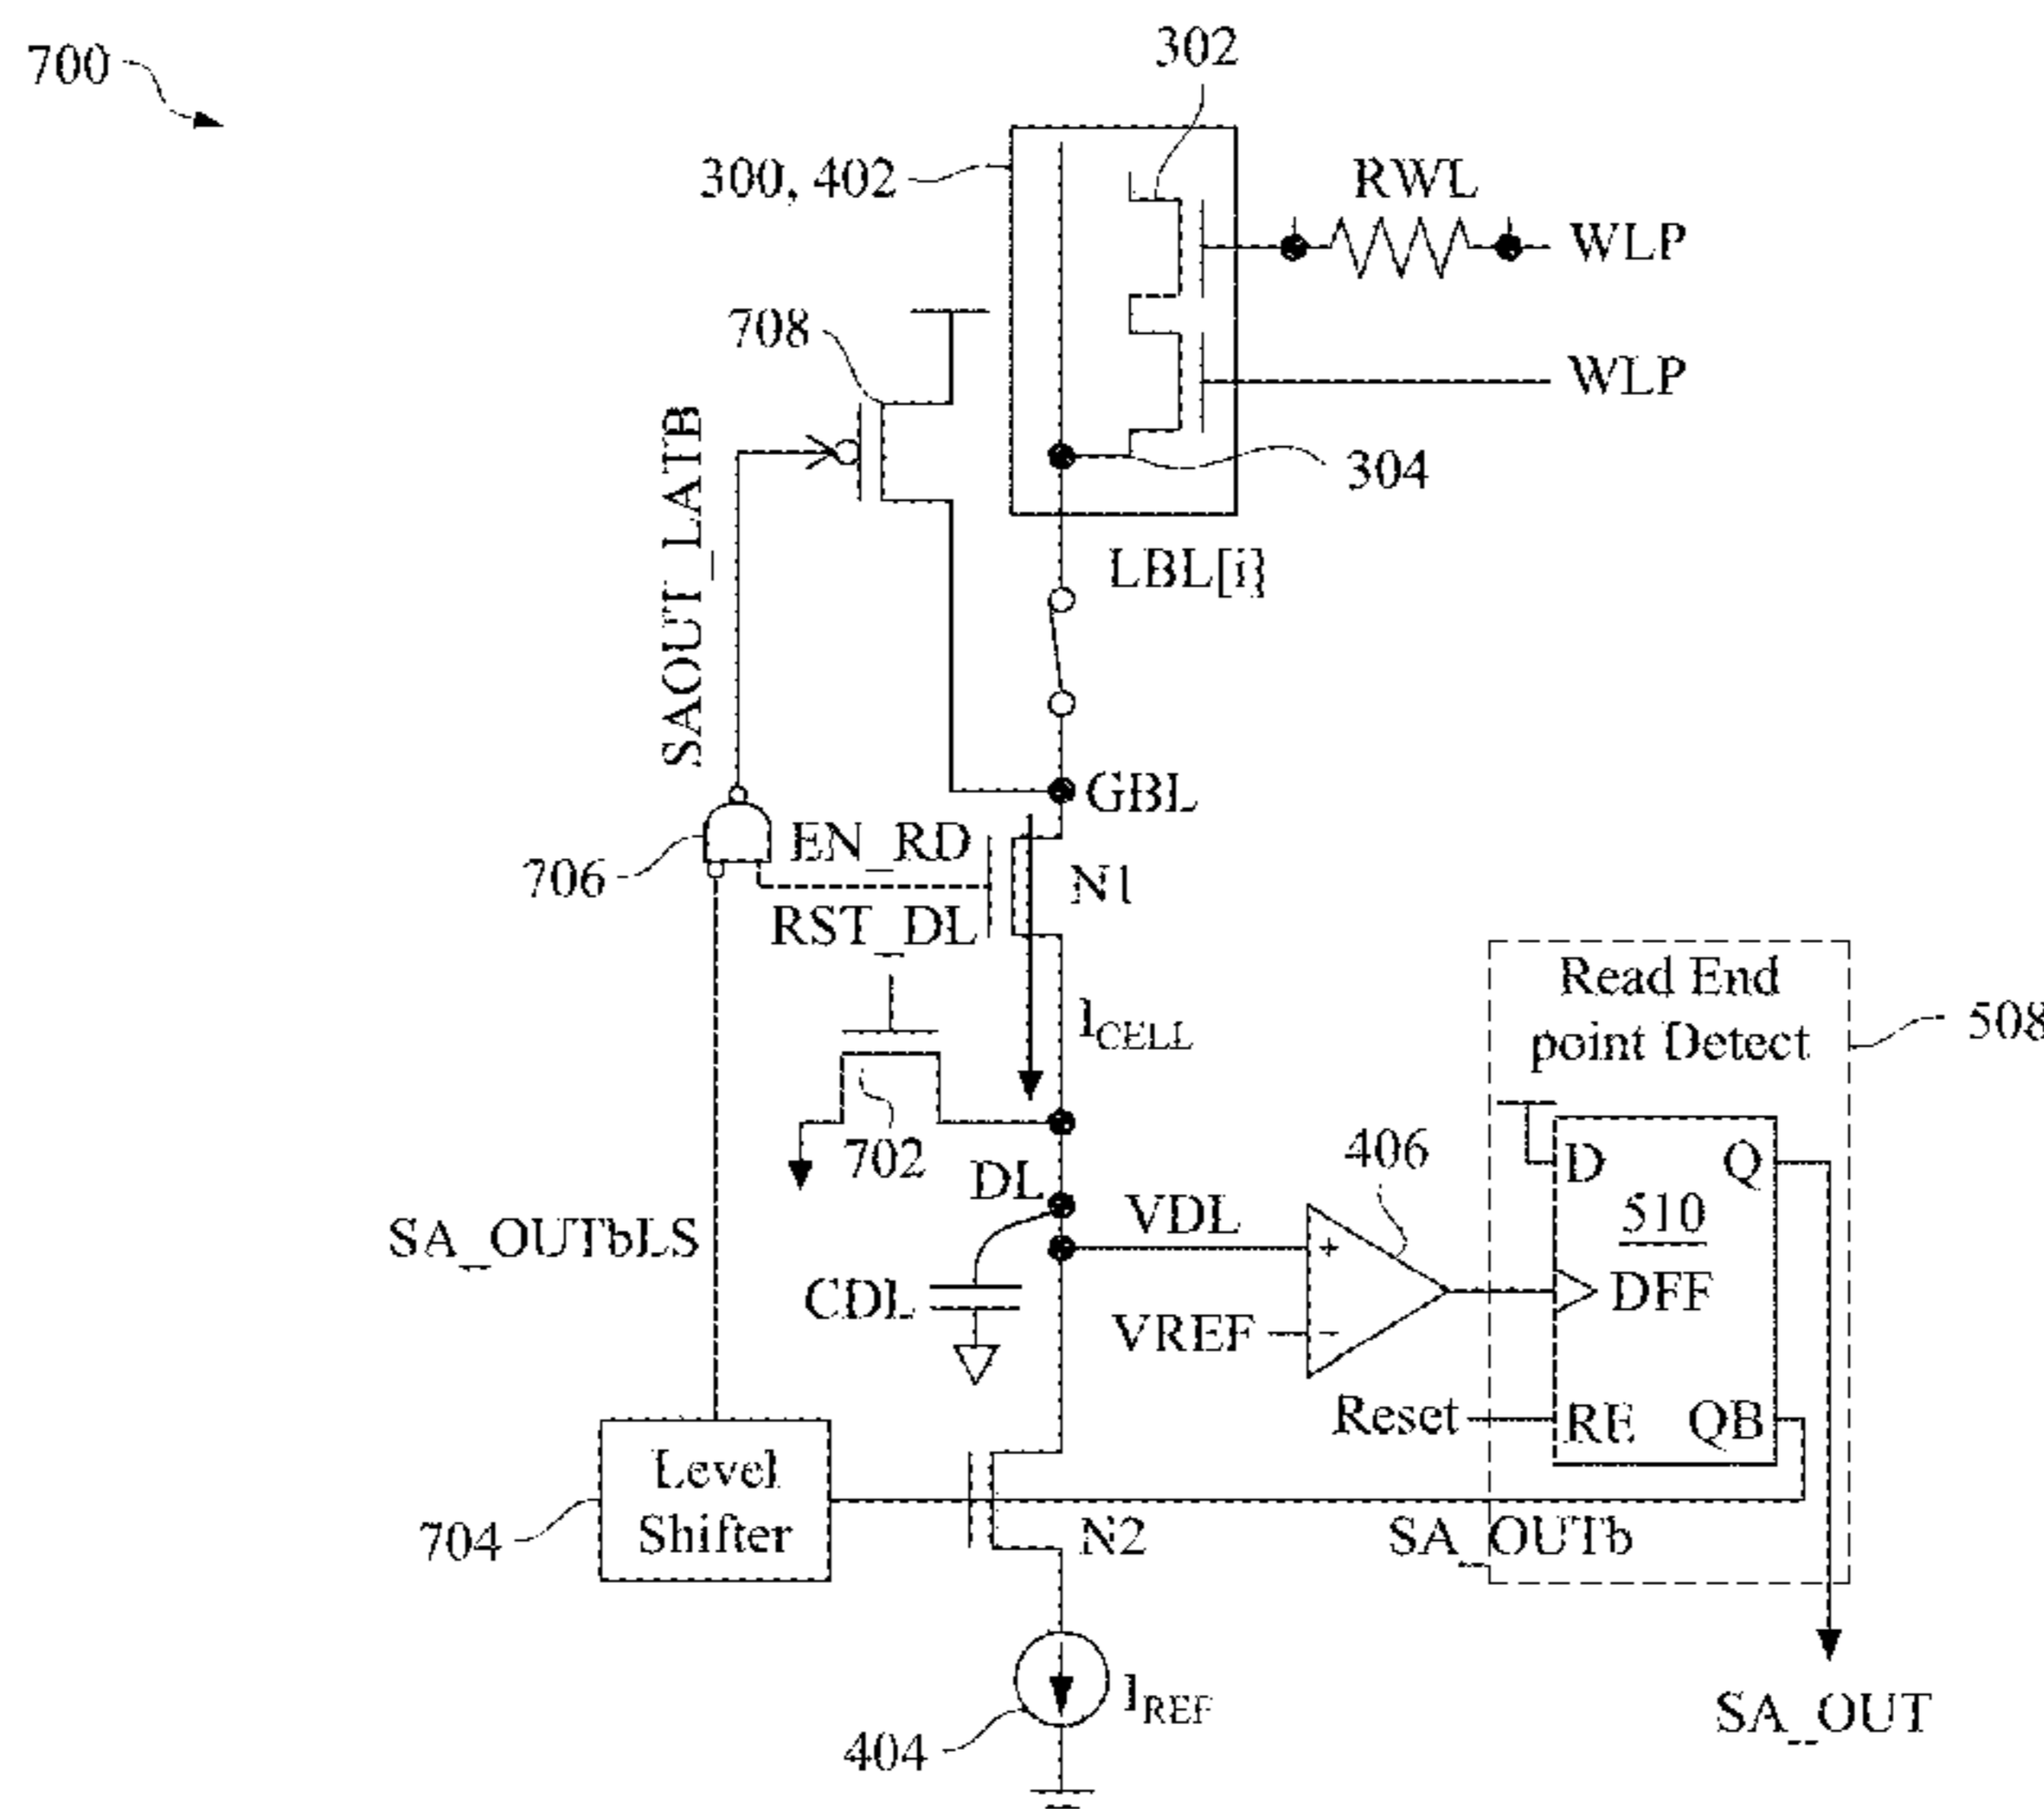 700
302
300, 402
RWL
WLP
708
WLP
304
SAOUT_LATB
LBL[i]
GBL
EN_RD
706
N1
RST_DL
Read End
point Detect
508
ICELL
702
406
D
Q
DL
VDL
510
SA_OUTbLS
CDL
DFF
VREF
Reset
RE
QB
Level
Shifter
704
N2
SA_OUTb
IREF
404
SA_OUT